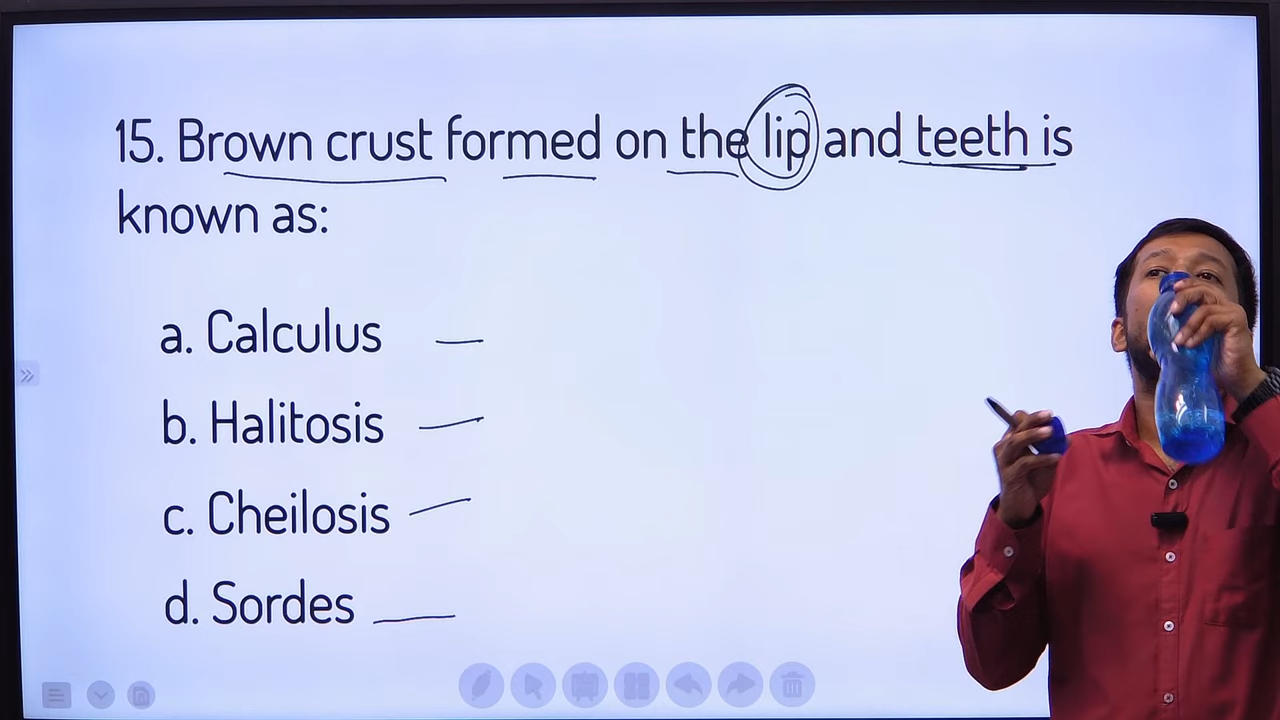 15. Brown crust formed on the lip and teeth is
known as:
a. Calculus
b. Halitosis
c. Cheilosis
d. Sordes